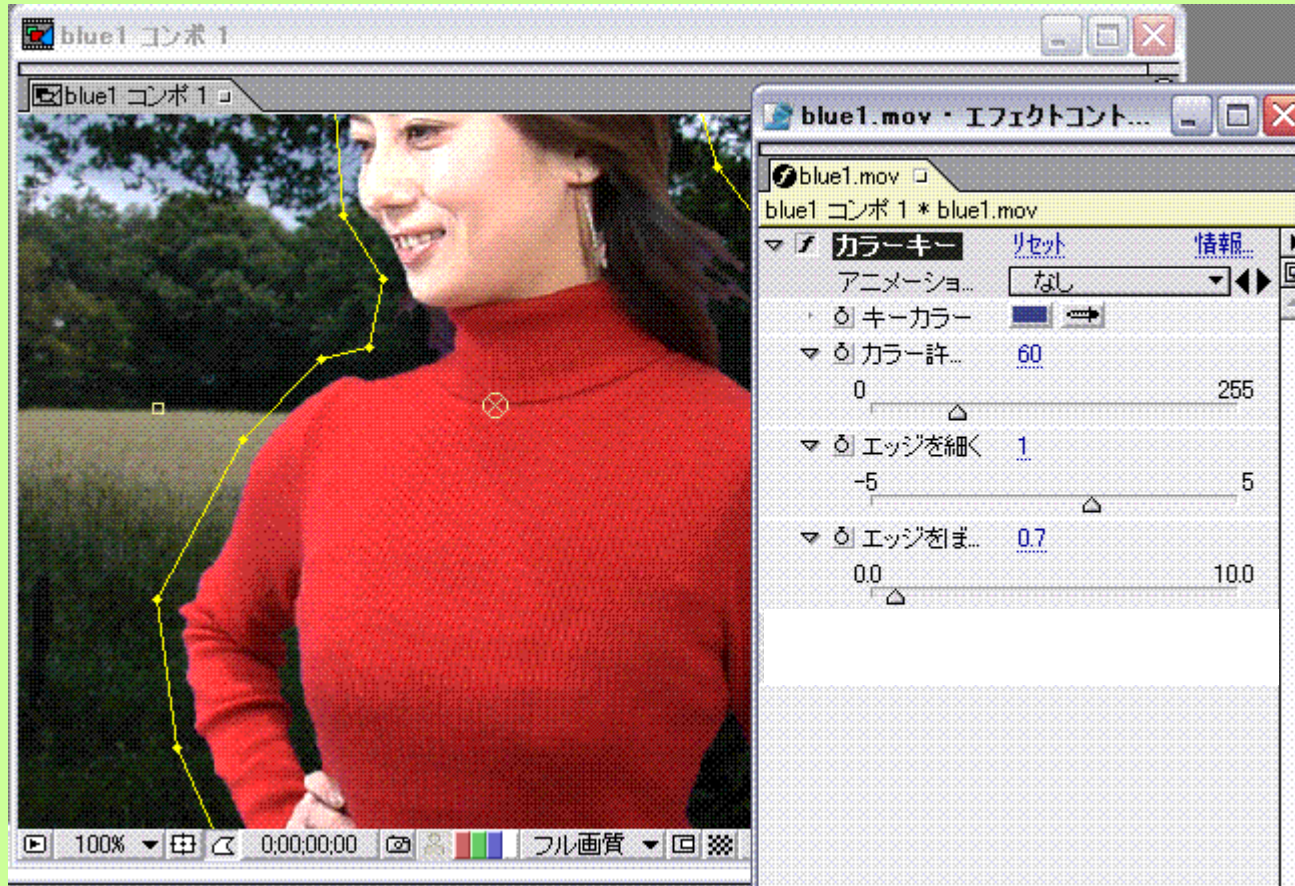 blue1 コンポ 1
blue1 コンポ 1
blue1.mov・エフェクトコント...
blue1.mov
blue1 コンポ 1 * blue1.mov
カラーキー リセット 情報...
アニメーショ... なし
キーカラー
カラー許... 60
0 255
エッジを細く 1
-5 5
エッジをぼ... 0.7
0.0 10.0
100% 0;00;00;00 フル画質